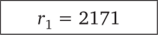 r₁ = 2171